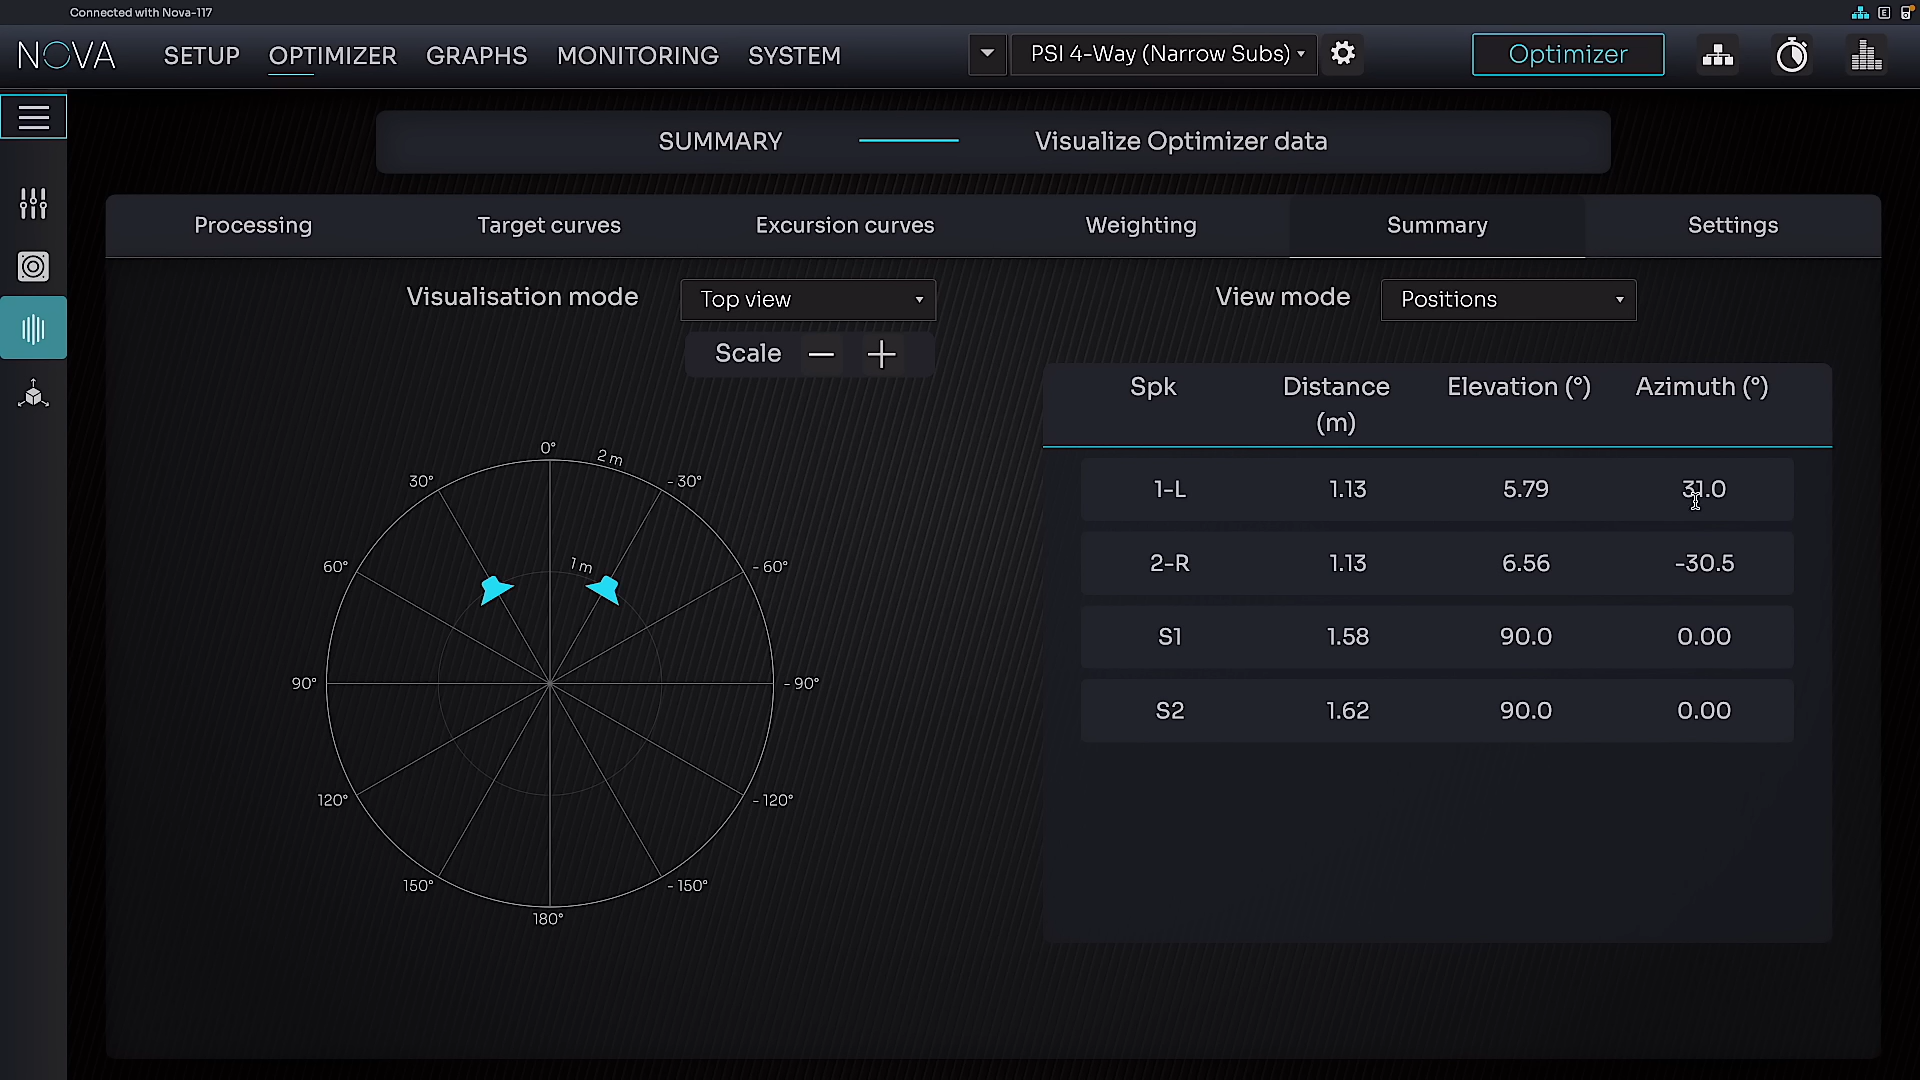 Connected with Nova-117
E
NOVA
SETUP
OPTIMIZER
GRAPHS
MONITORING
SYSTEM
PSI 4-Way (Narrow Subs)
Optimizer
SUMMARY
Visualize Optimizer data
Processing
Target curves
Excursion curves
Weighting
Summary
Settings
Visualisation mode
Top view
View mode
Positions
Scale
0°
2 m
30°
- 30°
1 m
60°
- 60°
90°
- 90°
120°
- 120°
150°
- 150°
180°
Spk Distance (m) Elevation (°) Azimuth (°)
1-L 1.13 5.79 31.0
2-R 1.13 6.56 -30.5
S1 1.58 90.0 0.00
S2 1.62 90.0 0.00